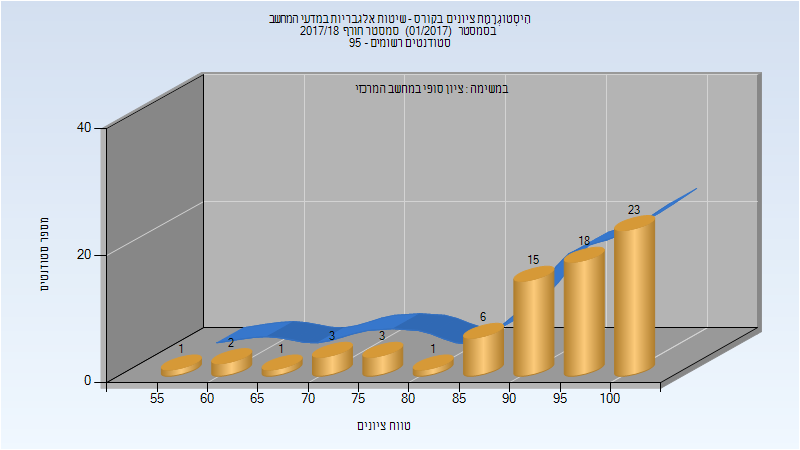 היסטוגרמת ציונים בקורס - שיטות אלגבריות במדעי המחשב
בסמסטר (01/2017) סמסטר חורף 2017/18
סטודנטים רשומים - 95
במשימה : ציון סופי במחשב המרכזי
מספר סטודנטים
40
20
0
1 2 1 3 3 1 6 15 18 23
55 60 65 70 75 80 85 90 95 100
טווח ציונים